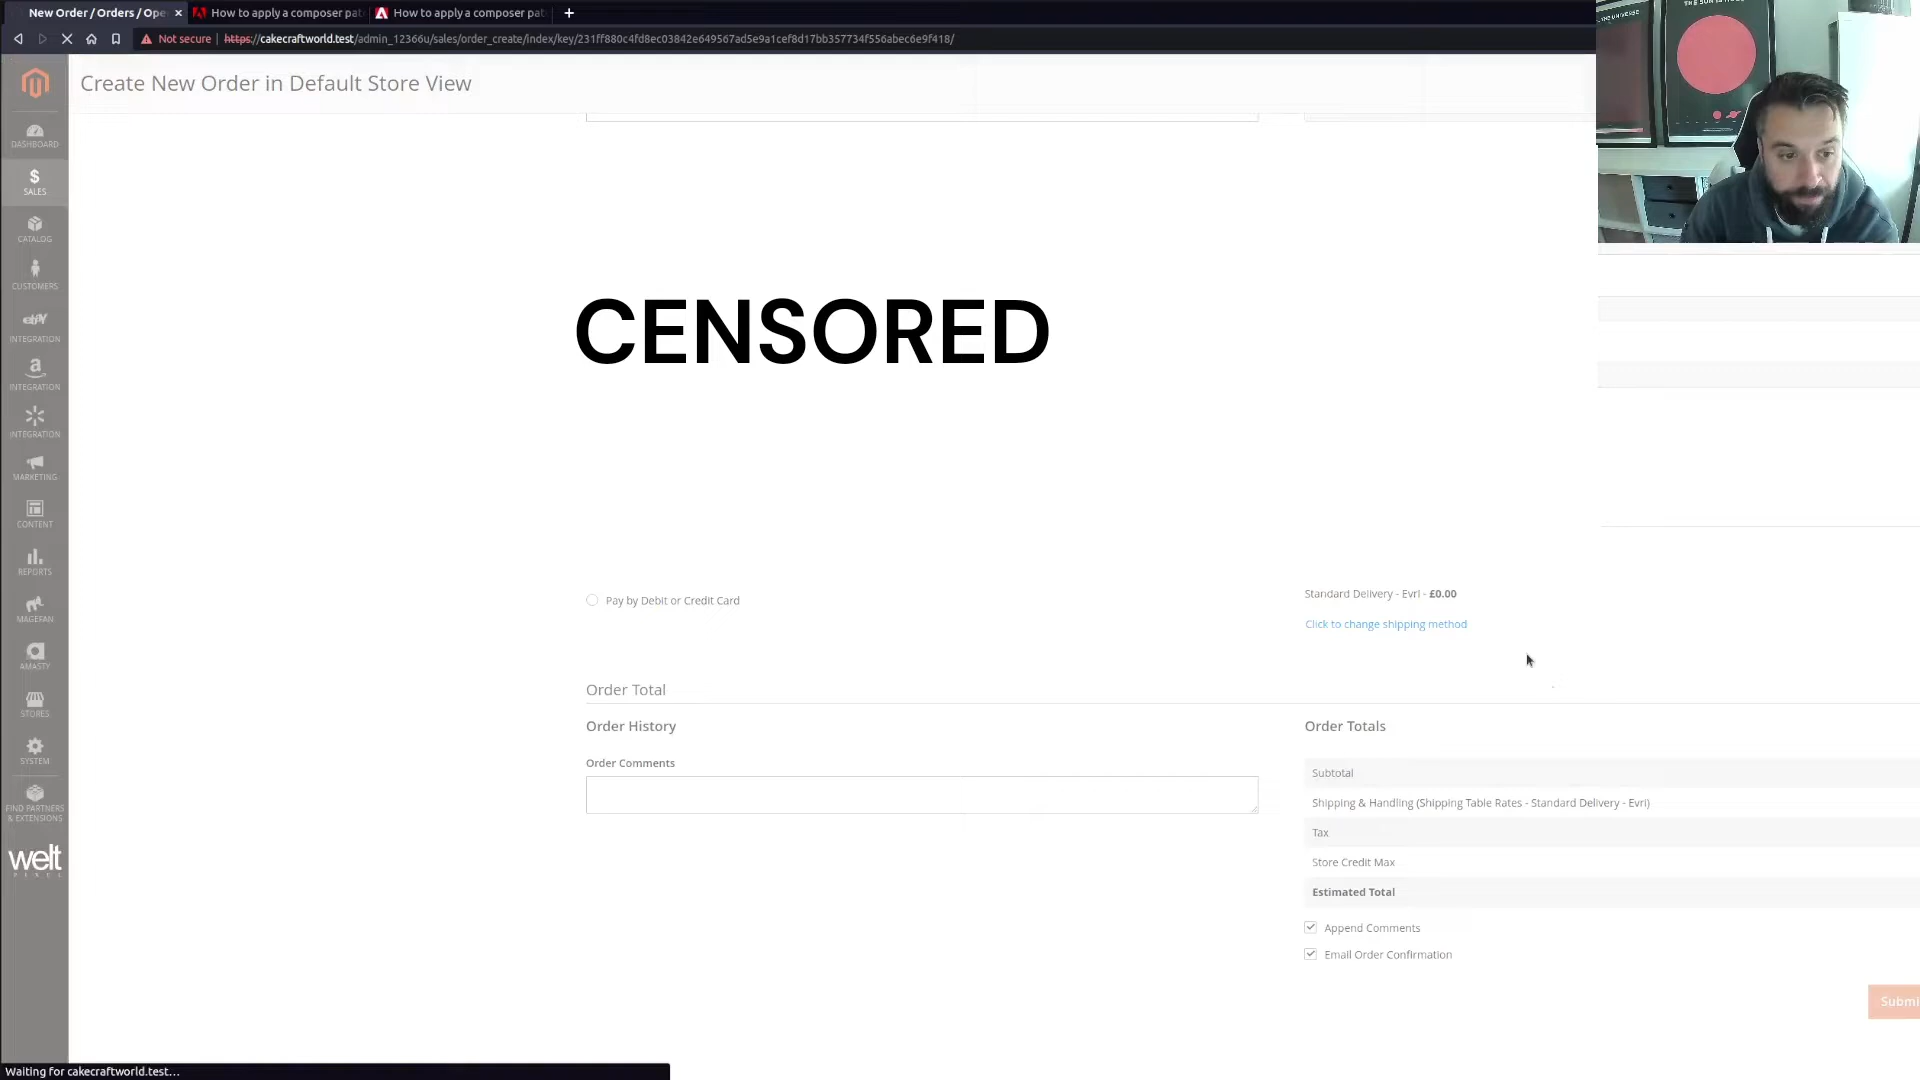 New Order / Orders / Ope
How to apply a composer pat
How to apply a composer pat
Not secure
https://cakecraftworld.test/admin_12366u/sales/order_create/index/key/231ff880c4fd8ec03842e649567ad5e9a1cef8d17bb357734f556abec6e9f418/
THE UNIVERSE
Create New Order in Default Store View
DASHBOARD
$
SALES
CATALOG
CUSTOMERS
ebay
INTEGRATION
a
INTEGRATION
INTEGRATION
MARKETING
CONTENT
REPORTS
MAGEFAN
AMASTY
STORES
SYSTEM
FIND PARTNERS
& EXTENSIONS
welt
PIXEL
CENSORED
Pay by Debit or Credit Card
Standard Delivery - Evri - £0.00
Click to change shipping method
Order Total
Order History
Order Comments
Order Totals
Subtotal
Shipping & Handling (Shipping Table Rates - Standard Delivery - Evri)
Tax
Store Credit Max
Estimated Total
Append Comments
Email Order Confirmation
Submi
Waiting for cakecraftworld.test...